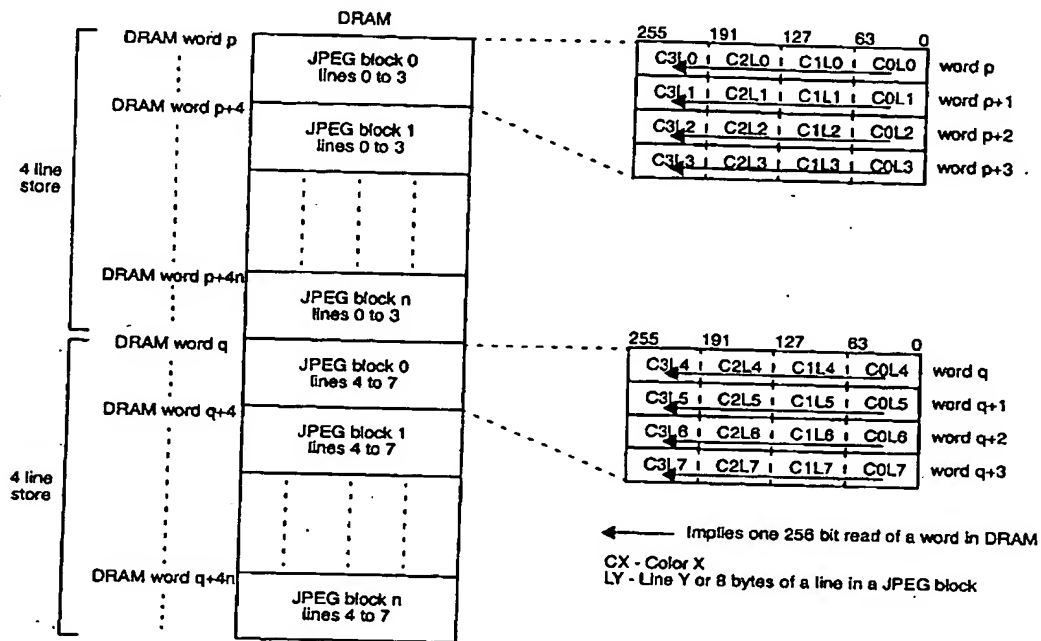 DRAM
DRAM word p
JPEG block 0
lines 0 to 3
DRAM word p+4
JPEG block 1
lines 0 to 3
4 line
store
DRAM word p+4n
JPEG block n
lines 0 to 3
DRAM word q
JPEG block 0
lines 4 to 7
DRAM word q+4
JPEG block 1
lines 4 to 7
4 line
store
DRAM word q+4n
JPEG block n
lines 4 to 7
255 191 127 63 0
C3L0 C2L0 C1L0 C0L0 word p
C3L1 C2L1 C1L1 C0L1 word p+1
C3L2 C2L2 C1L2 C0L2 word p+2
C3L3 C2L3 C1L3 C0L3 word p+3
255 191 127 63 0
C3L4 C2L4 C1L4 C0L4 word q
C3L5 C2L5 C1L5 C0L5 word q+1
C3L6 C2L6 C1L6 C0L6 word q+2
C3L7 C2L7 C1L7 C0L7 word q+3
Implies one 256 bit read of a word in DRAM
CX - Color X
LY - Line Y or 8 bytes of a line in a JPEG block